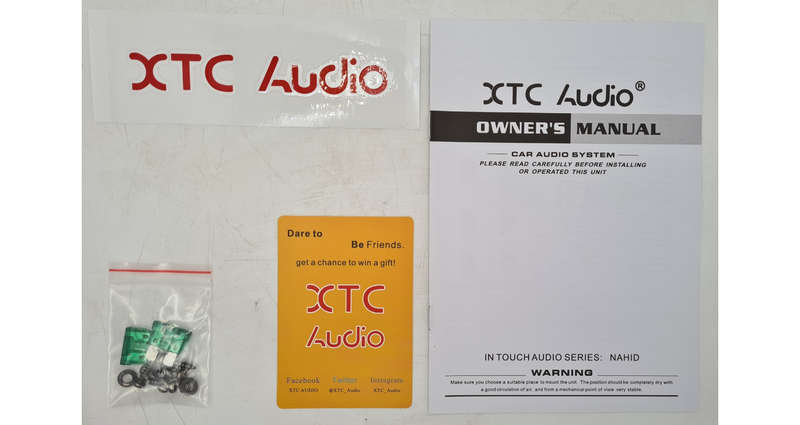 XTC Audio
XTC Audio®
OWNER'S MANUAL
CAR AUDIO SYSTEM
PLEASE READ CAREFULLY BEFORE INSTALLING
OR OPERATED THIS UNIT
IN TOUCH AUDIO SERIES: NAHID
WARNING
Make sure you choose a suitable place to mount the unit. The position should be completely dry with
a good circulation of air. and from a mechanical point of view very stable.
Dare to
Be Friends.
get a chance to win a gift!
XTC
Audio
Facebook Twitter Instagram
XTC AUDIO @XTC_Audio XTC_Audio